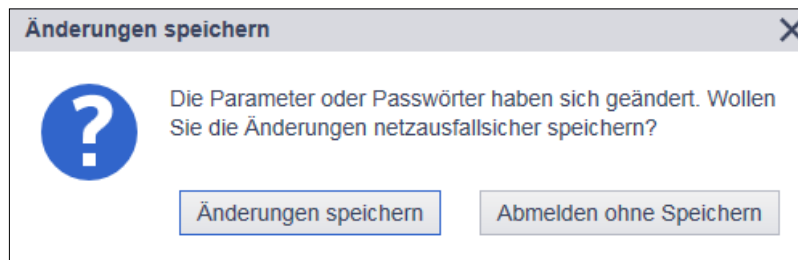 Änderungen speichern
Die Parameter oder Passwörter haben sich geändert. Wollen
Sie die Änderungen netzausfallsicher speichern?
Änderungen speichern
Abmelden ohne Speichern